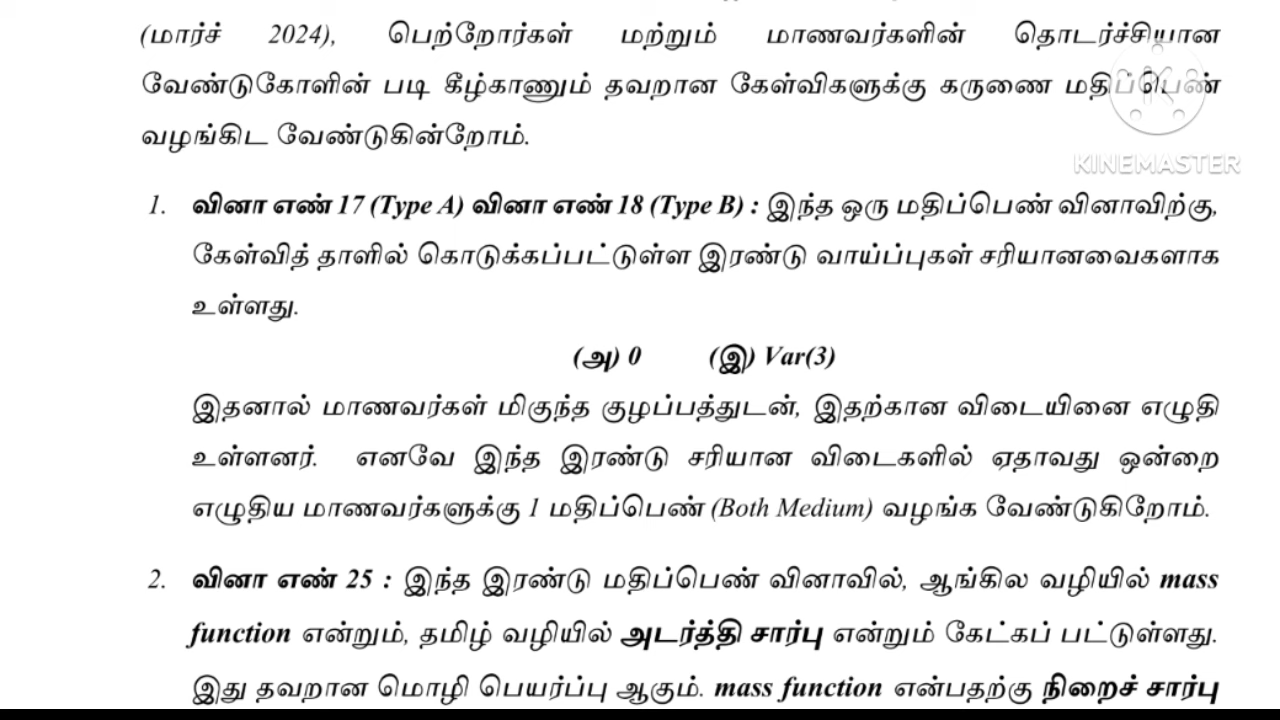 (மார்ச் 2024), பெற்றோர்கள் மற்றும் மாணவர்களின் தொடர்ச்சியான
வேண்டுகோளின் படி கீழ்காணும் தவறான கேள்விகளுக்கு கருணை மதிப்பெண்
வழங்கிட வேண்டுகின்றோம்.
KINEMASTER
1. வினா எண் 17 (Type A) வினா எண் 18 (Type B) : இந்த ஒரு மதிப்பெண் வினாவிற்கு,
கேள்வித் தாளில் கொடுக்கப்பட்டுள்ள இரண்டு வாய்ப்புகள் சரியானவைகளாக
உள்ளது.
(அ) 0 (இ) Var(3)
இதனால் மாணவர்கள் மிகுந்த குழப்பத்துடன், இதற்கான விடையினை எழுதி
உள்ளனர். எனவே இந்த இரண்டு சரியான விடைகளில் ஏதாவது ஒன்றை
எழுதிய மாணவர்களுக்கு 1 மதிப்பெண் (Both Medium) வழங்க வேண்டுகிறோம்.
2. வினா எண் 25 : இந்த இரண்டு மதிப்பெண் வினாவில், ஆங்கில வழியில் mass
function என்றும், தமிழ் வழியில் அடர்த்தி சார்பு என்றும் கேட்கப் பட்டுள்ளது.
இது தவறான மொழி பெயர்ப்பு ஆகும். mass function என்பதற்கு நிறைச் சார்பு